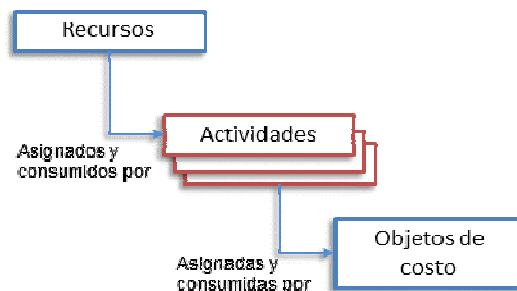 Recursos
Asignados y
consumidos por
Actividades
Asignadas y
consumidas por
Objetos de
costo